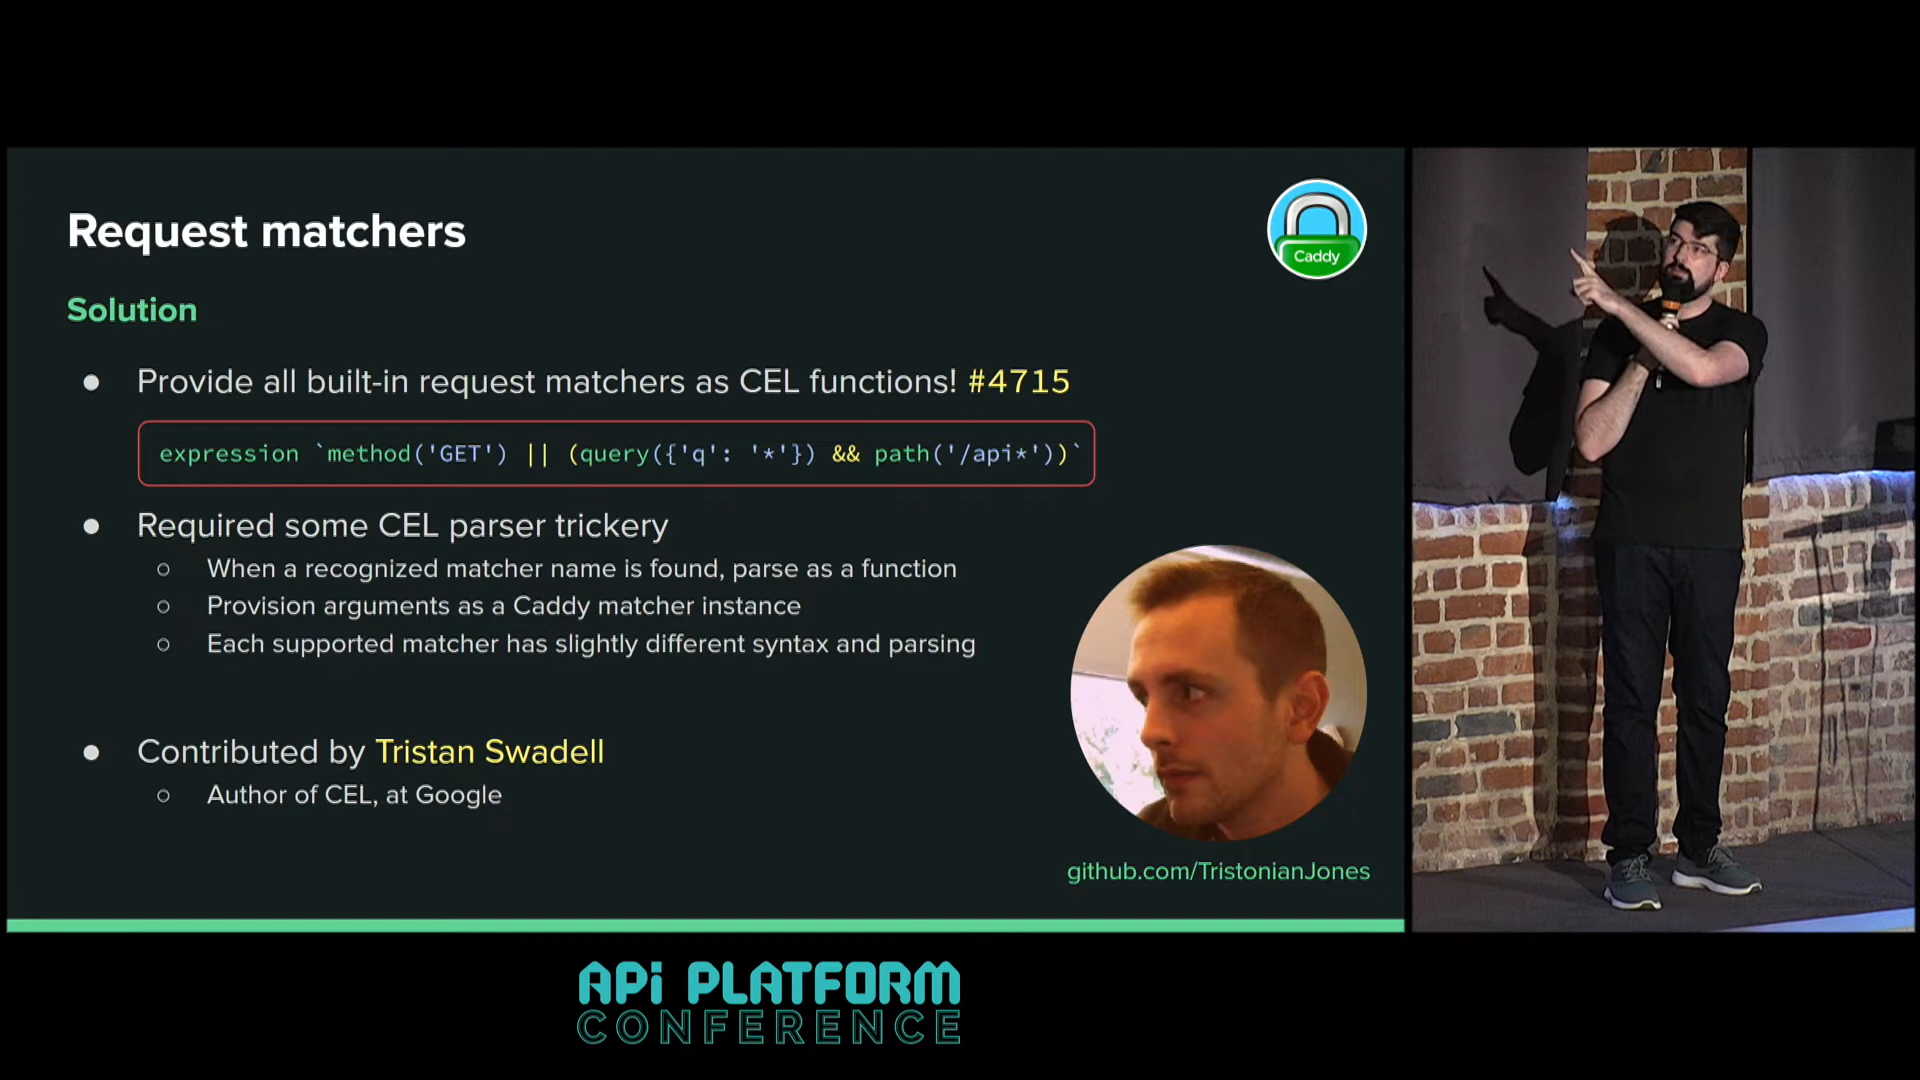 Request matchers
Caddy
Solution
● Provide all built-in request matchers as CEL functions! #4715
expression `method('GET') || (query({'q': '*'}) && path('/api*'))`
● Required some CEL parser trickery
○ When a recognized matcher name is found, parse as a function
○ Provision arguments as a Caddy matcher instance
○ Each supported matcher has slightly different syntax and parsing
● Contributed by Tristan Swadell
○ Author of CEL, at Google
github.com/TristonianJones
API PLATFORM
CONFERENCE